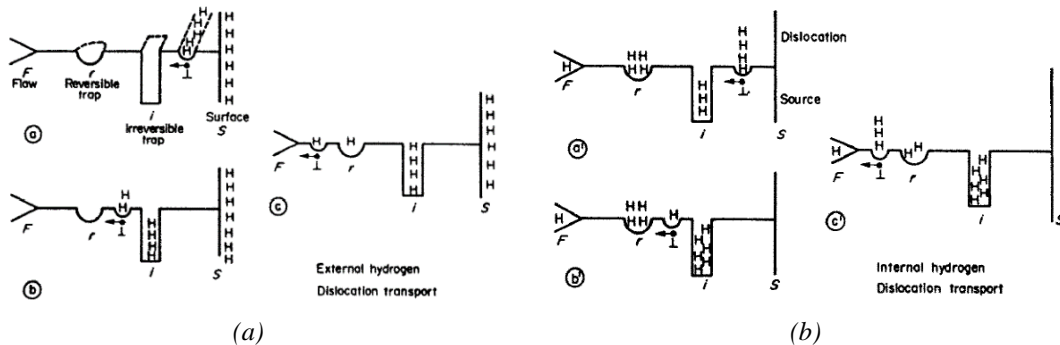 H H H H
H
H
H
H
H
H
H
F
Flaw
r
Reversible
trap
i
Irreversible
trap
⊥
Surface
S
a
H
H
H
H
H
H
H
H
H
F
r
⊥
i
S
b
H
H
H
H
H
H
H
H
H
H
H
F
⊥
r
i
S
c
External hydrogen
Dislocation transport
(a)
H
F
H H
H H
r
H
H
H
i
H
H
H
H
⊥
Dislocation
Source
S
a'
H
F
H H
H H
r
H
⊥
i
S
b'
H
F
H
H
H
⊥
H H
r
i
S
c'
Internal hydrogen
Dislocation transport
(b)